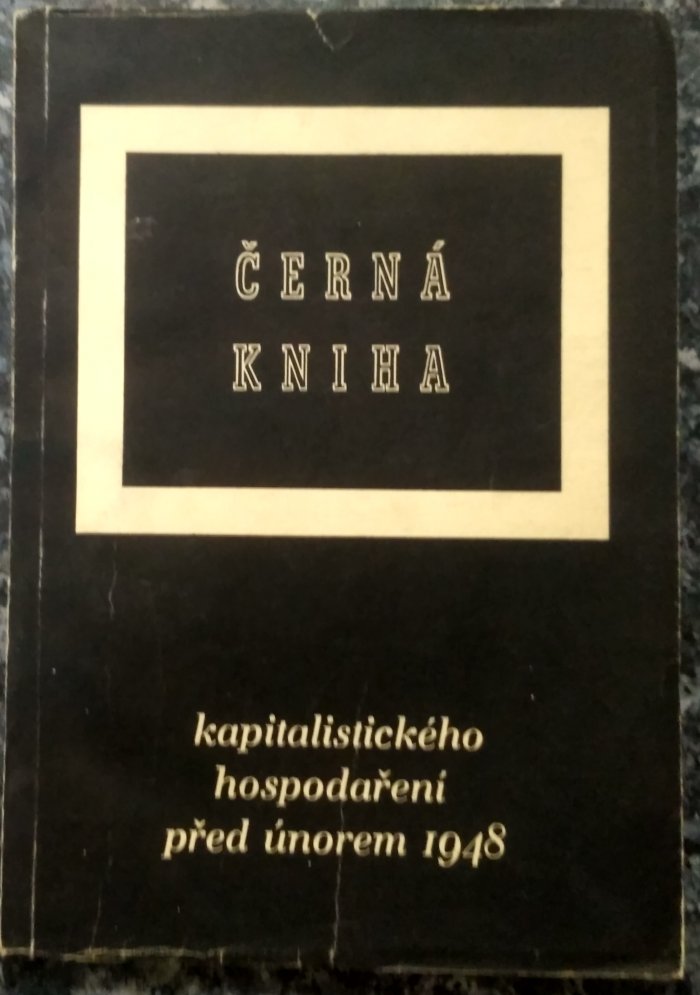 ČERNÁ
KNIHA
kapitalistického
hospodaření
před únorem 1948